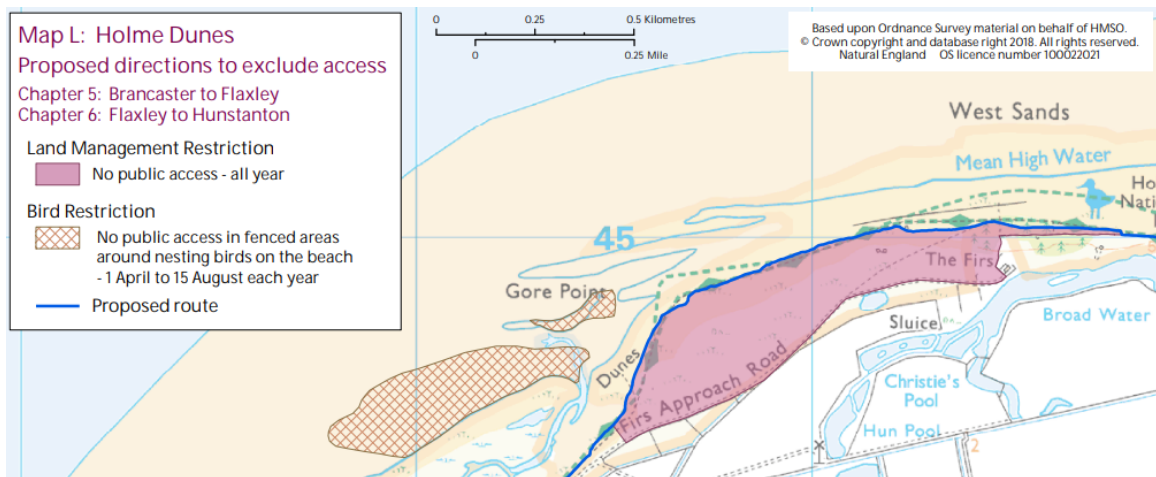 Map L: Holme Dunes
Proposed directions to exclude access
Chapter 5: Brancaster to Flaxley
Chapter 6: Flaxley to Hunstanton
Land Management Restriction
No public access - all year
Bird Restriction
No public access in fenced areas
around nesting birds on the beach
- 1 April to 15 August each year
Proposed route
0 0.25 0.5 Kilometres
0 0.25 Mile
Based upon Ordnance Survey material on behalf of HMSO.
© Crown copyright and database right 2018. All rights reserved.
Natural England OS licence number 100022021
West Sands
Mean High Water
Ho
Nati
45
The Firs
Gore Point
Broad Water
Sluice
Dunes
Firs Approach Road
Christie's
Pool
Hun Pool
2